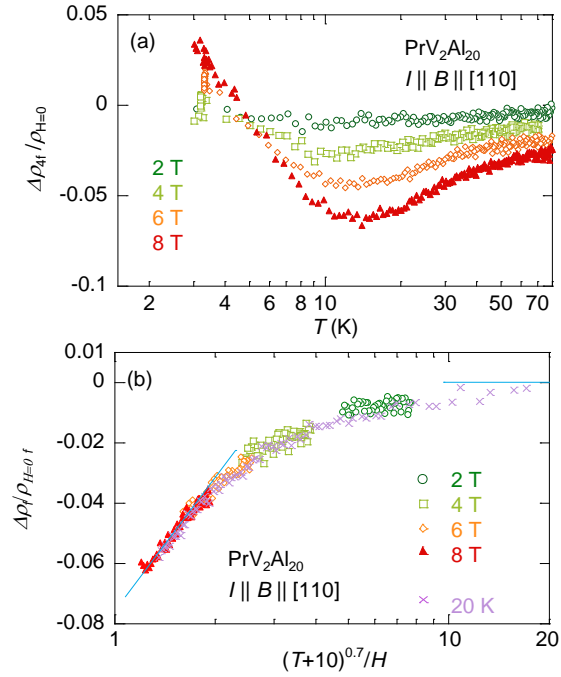 0.05
(a)
PrV₂Al₂₀
I || B || [110]
0
Δρ4f /ρH=0
-0.05
2 T
4 T
6 T
8 T
-0.1
2 4 6 8 10 30 50 70
T (K)
0.01
(b)
0
-0.02
Δρf/ρH=0 f
-0.04
2 T
4 T
6 T
8 T
-0.06
PrV₂Al₂₀
I || B || [110]
20 K
-0.08
1 10 20
(T+10)^0.7/H